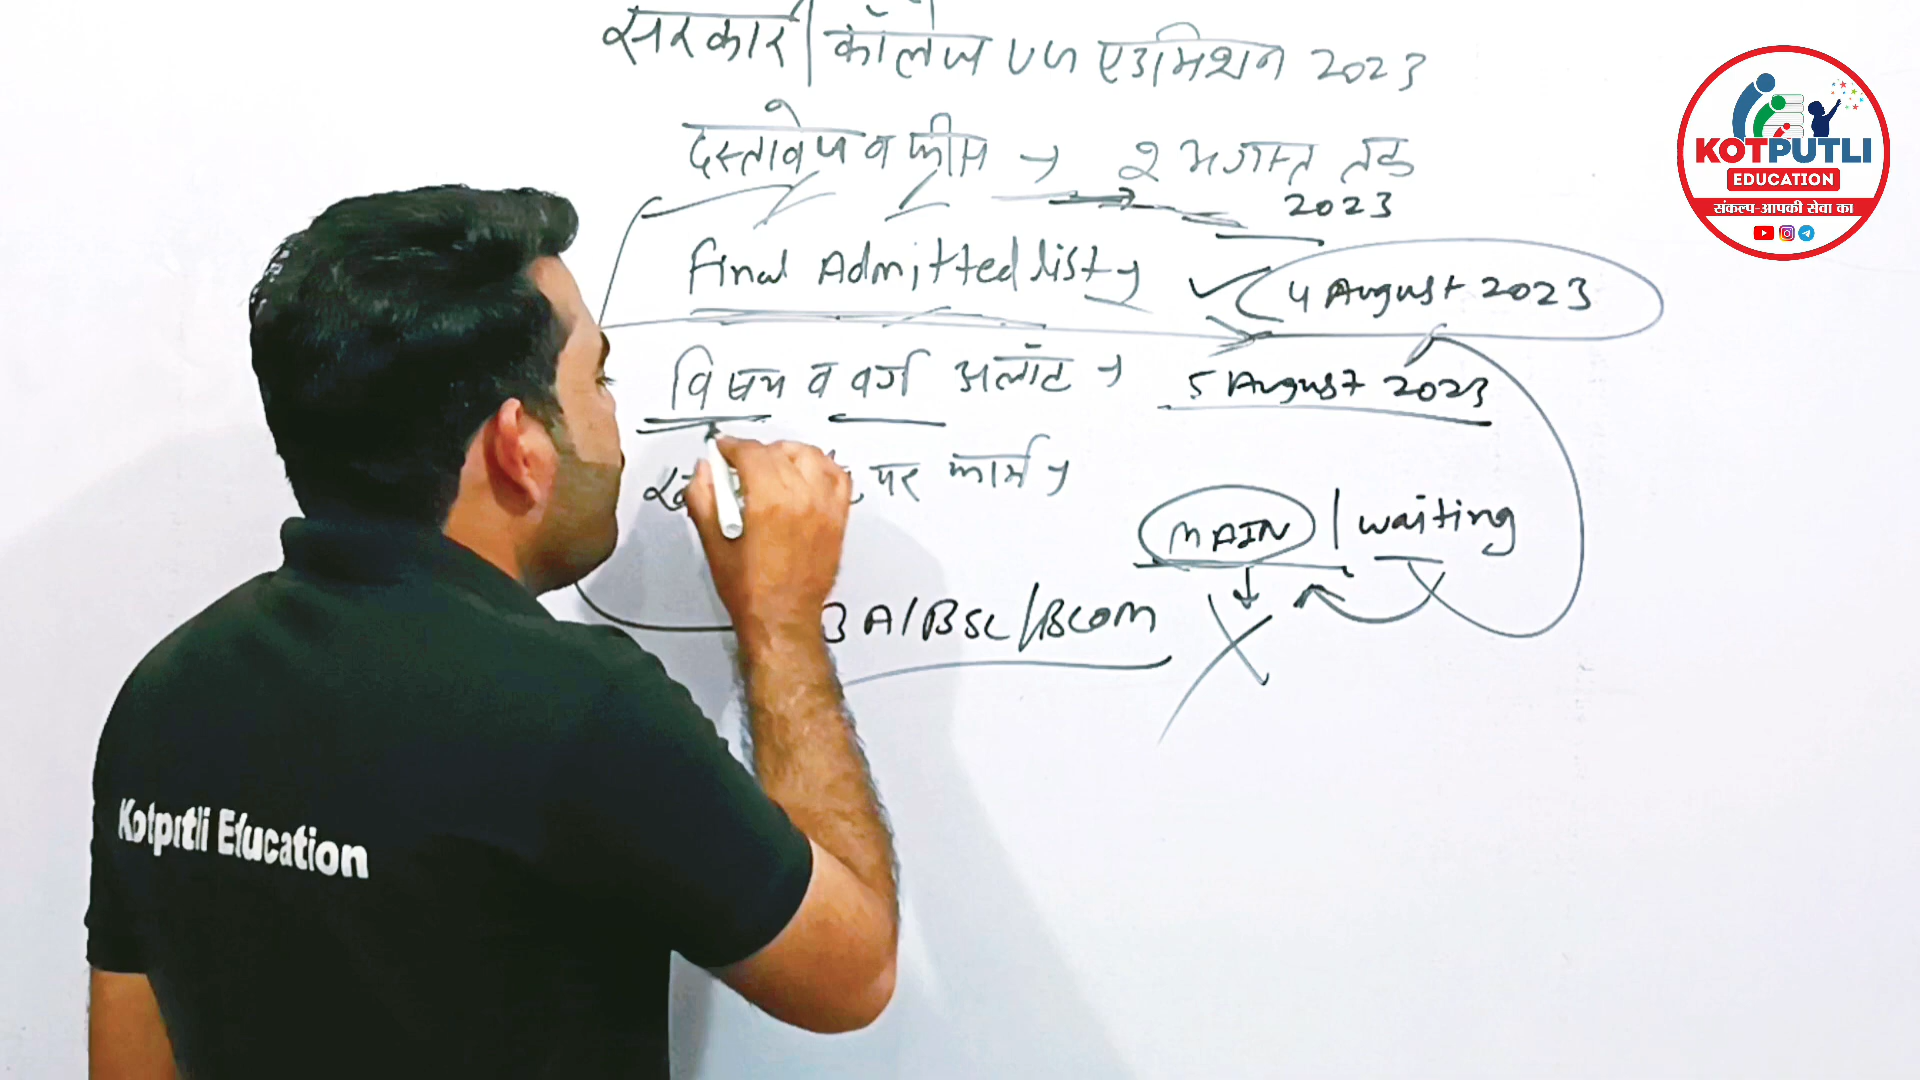 सरकारी कॉलेज UG एडमिशन 2023
दस्तावेज व फीस → 2 अगस्त तक
2023
Final Admitted list → ✓ 4 August 2023
विषय व वर्ग अलॉट → 5 August 2023
पर फार्म →
MAIN | waiting
BA/BSC/BCOM
KOTPUTLI
EDUCATION
संकल्प-आपकी सेवा का
Kotputli Education